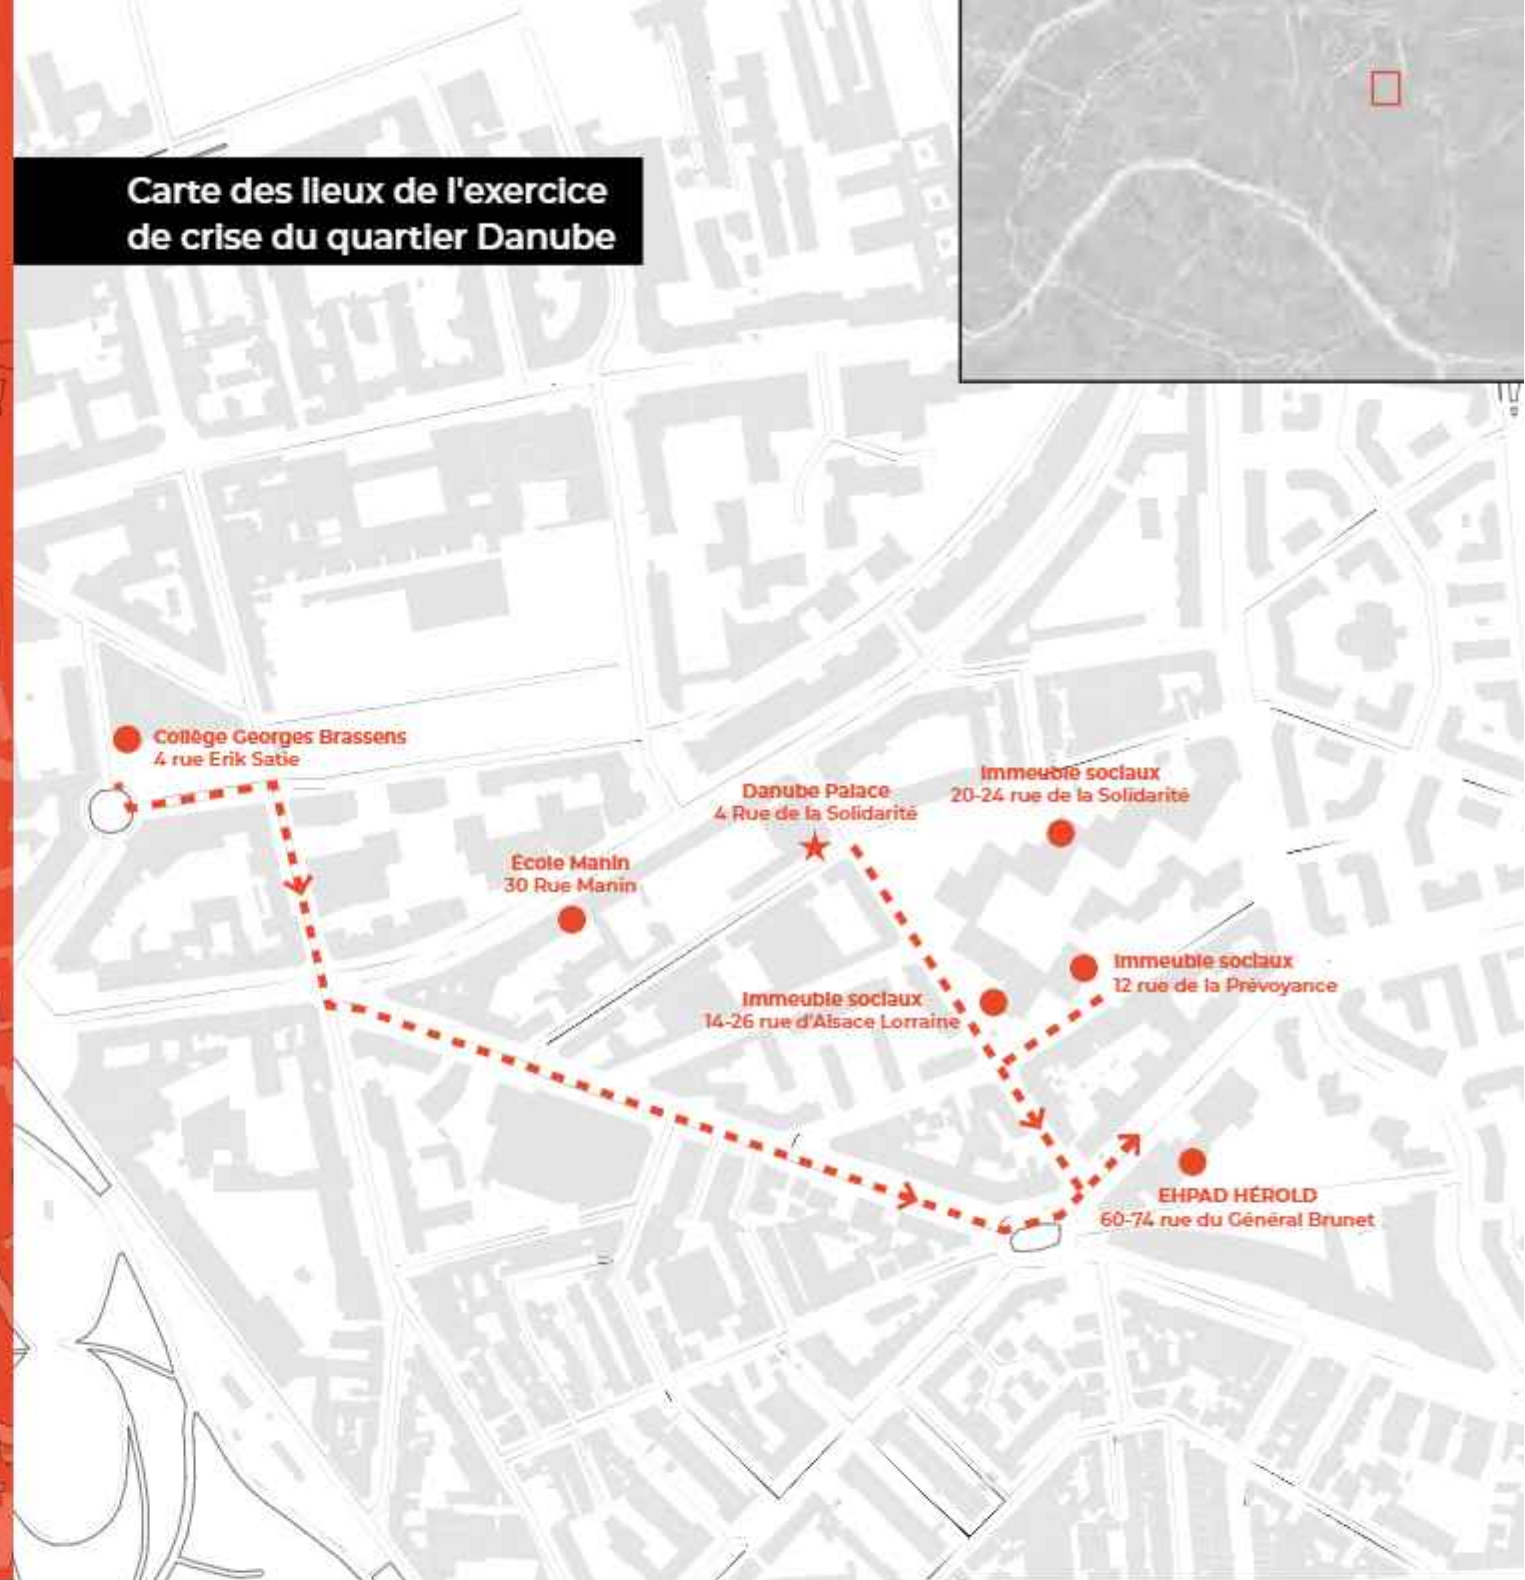 Carte des lieux de l'exercice
de crise du quartier Danube
Collège Georges Brassens
4 rue Erik Satie
Danube Palace
4 Rue de la Solidarité
Immeuble sociaux
20-24 rue de la Solidarité
École Manin
30 Rue Manin
Immeuble sociaux
12 rue de la Prévoyance
Immeuble sociaux
14-26 rue d'Alsace Lorraine
EHPAD HÉROLD
60-74 rue du Général Brunet